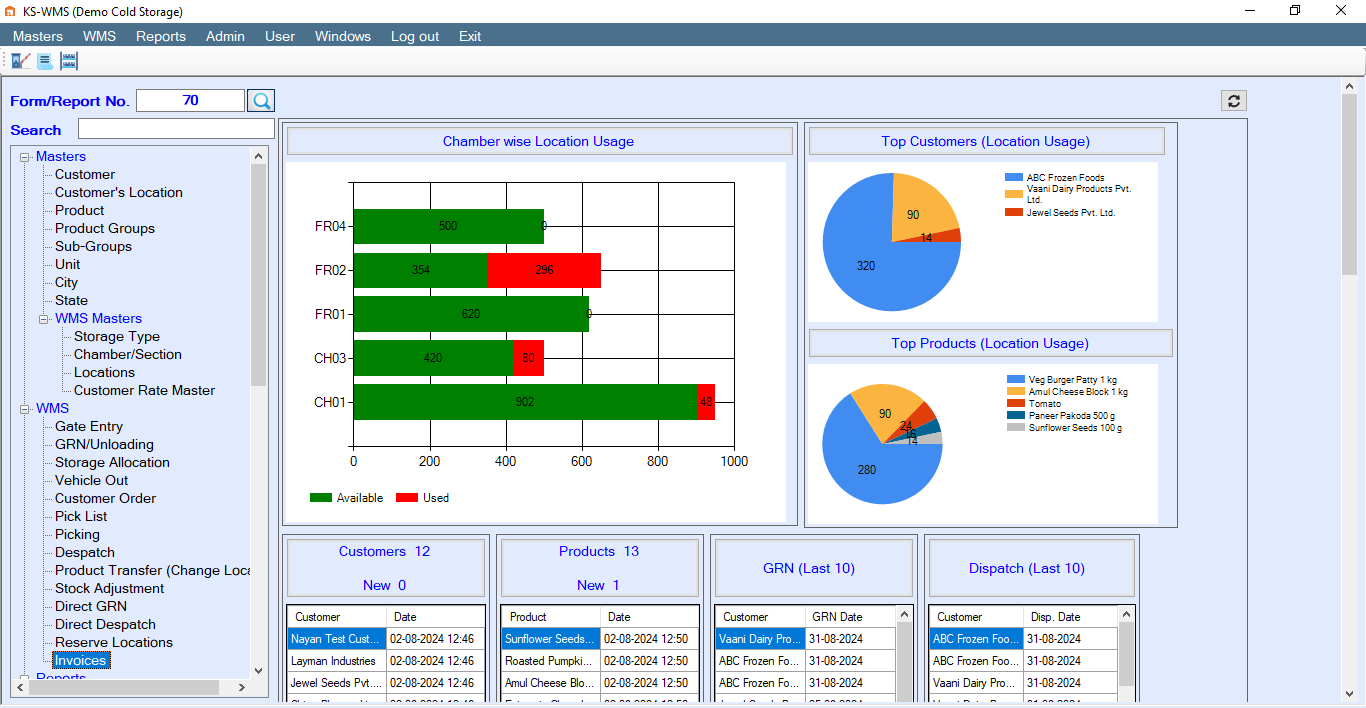 KS-WMS (Demo Cold Storage)
Masters WMS Reports Admin User Windows Log out Exit
Form/Report No. 70
Search
Masters
Customer
Customer's Location
Product
Product Groups
Sub-Groups
Unit
City
State
WMS Masters
Storage Type
Chamber/Section
Locations
Customer Rate Master
WMS
Gate Entry
GRN/Unloading
Storage Allocation
Vehicle Out
Customer Order
Pick List
Picking
Despatch
Product Transfer (Change Loca
Stock Adjustment
Direct GRN
Direct Despatch
Reserve Locations
Invoices
Reports
Chamber wise Location Usage
FR04 500 0
FR02 354 296
FR01 620 0
CH03 420 80
CH01 902 48
0 200 400 600 800 1000
Available Used
Top Customers (Location Usage)
90
14
320
ABC Frozen Foods
Vaani Dairy Products Pvt.
Ltd.
Jewel Seeds Pvt. Ltd.
Top Products (Location Usage)
90
24
16
14
280
Veg Burger Patty 1 kg
Amul Cheese Block 1 kg
Tomato
Paneer Pakoda 500 g
Sunflower Seeds 100 g
Customers 12
New 0
Customer Date
Nayan Test Cust... 02-08-2024 12:46
Layman Industries 02-08-2024 12:46
Jewel Seeds Pvt.... 02-08-2024 12:46
Products 13
New 1
Product Date
Sunflower Seeds... 02-08-2024 12:50
Roasted Pumpki... 02-08-2024 12:50
Amul Cheese Blo... 02-08-2024 12:50
GRN (Last 10)
Customer GRN Date
Vaani Dairy Pro... 31-08-2024
ABC Frozen Fo... 31-08-2024
ABC Frozen Fo... 31-08-2024
Dispatch (Last 10)
Customer Disp. Date
ABC Frozen Foo... 31-08-2024
ABC Frozen Foo... 31-08-2024
Vaani Dairy Pro... 31-08-2024